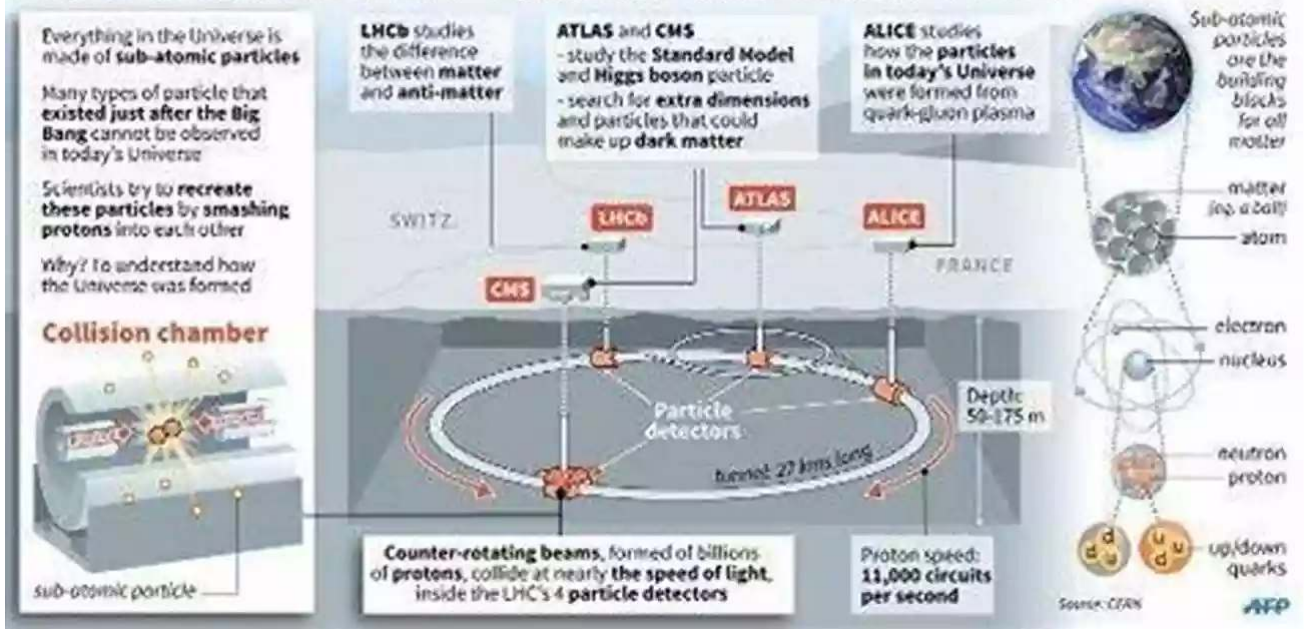 Everything in the Universe is
made of sub-atomic particles
Many types of particle that
existed just after the Big
Bang cannot be observed
in today's Universe
Scientists try to recreate
these particles by smashing
protons into each other
Why? To understand how
the Universe was formed
Collision chamber
sub-atomic particle
LHCb studies
the difference
between matter
and anti-matter
ATLAS and CMS
- study the Standard Model
and Higgs boson particle
- search for extra dimensions
and particles that could
make up dark matter
ALICE studies
how the particles
in today's Universe
were formed from
quark-gluon plasma
SWITZ.
LHCb
ATLAS
ALICE
CMS
FRANCE
Particle
detectors
tunnel: 27 kms long
Depth:
50-175 m
Counter-rotating beams, formed of billions
of protons, collide at nearly the speed of light,
inside the LHC's 4 particle detectors
Proton speed:
11,000 circuits
per second
Sub-atomic
particles
are the
building
blocks
for all
matter
matter
(eg. a ball)
atom
electron
nucleus
neutron
proton
d
d
u
u
u
d
up/down
quarks
Source: CERN
AFP